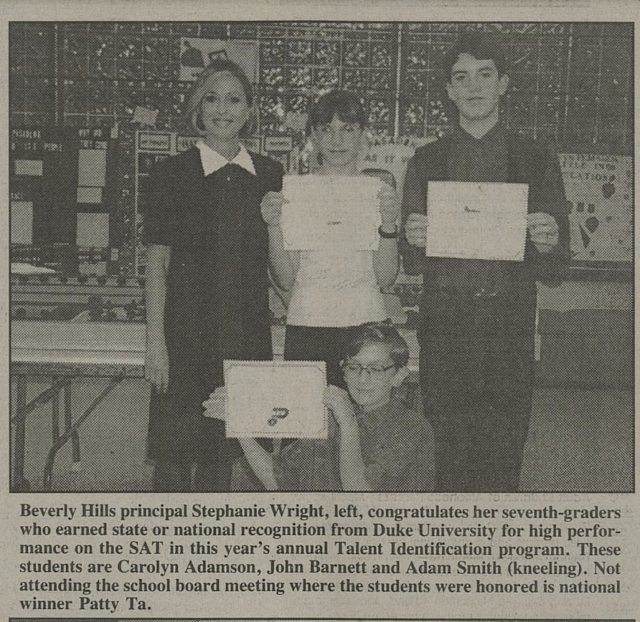 Beverly Hills principal Stephanie Wright, left, congratulates her seventh-graders
who earned state or national recognition from Duke University for high perfor-
mance on the SAT in this year's annual Talent Identification program. These
students are Carolyn Adamson, John Barnett and Adam Smith (kneeling). Not
attending the school board meeting where the students were honored is national
winner Patty Ta.